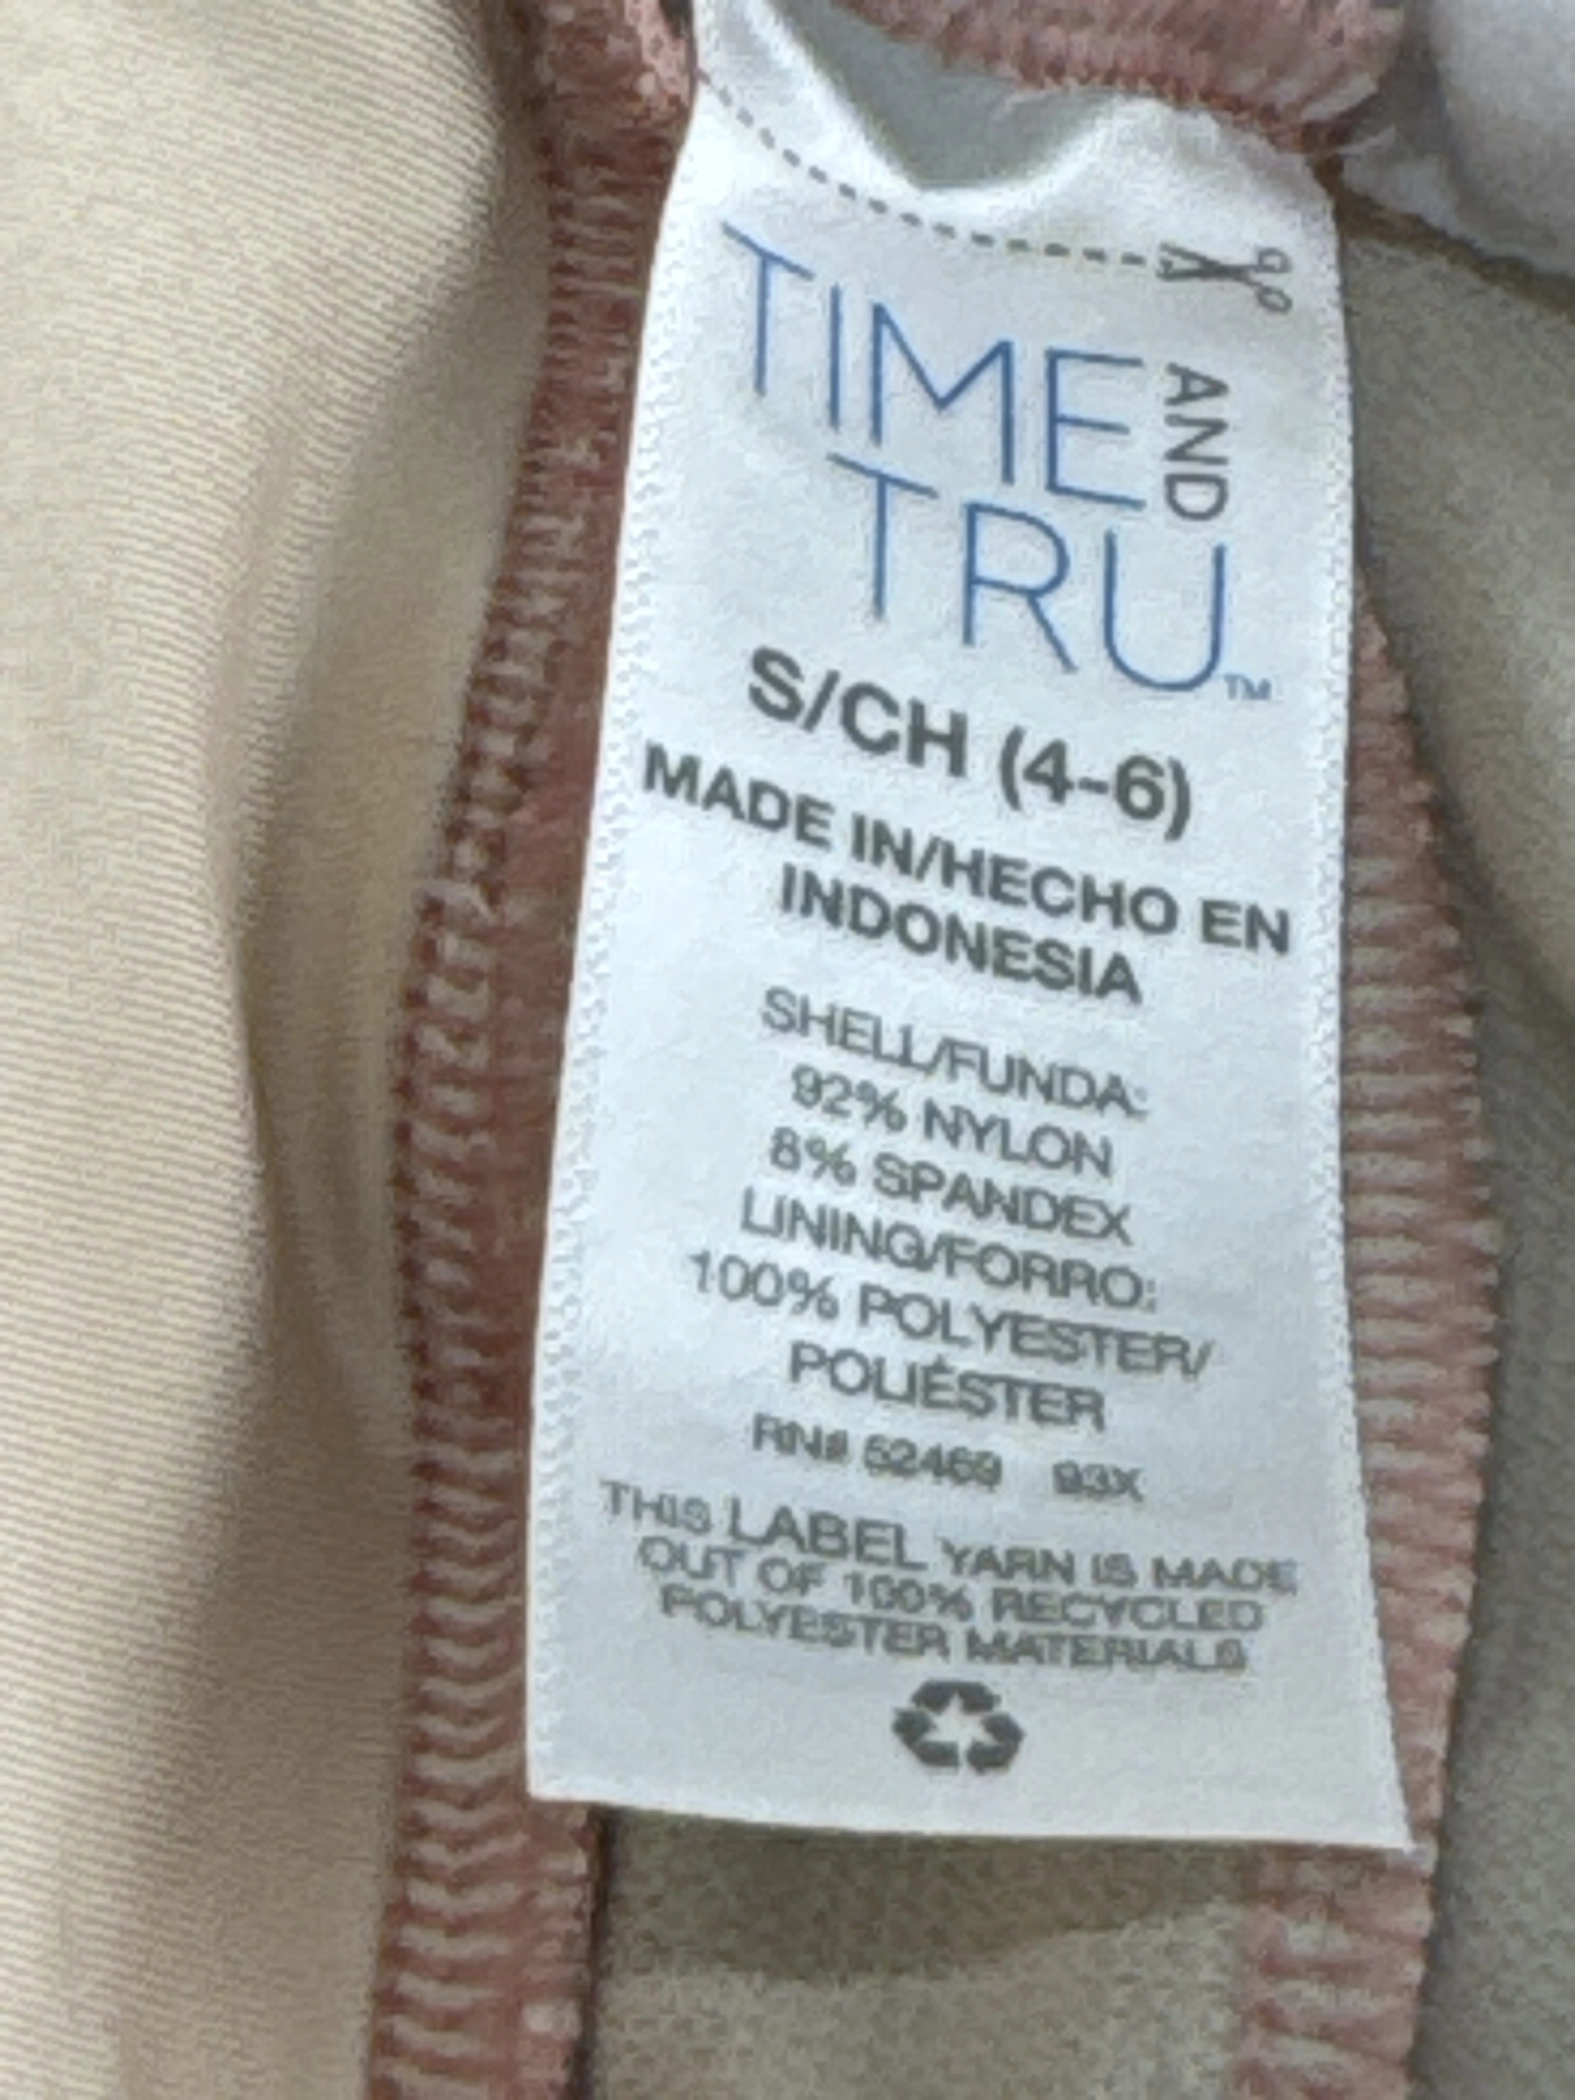 TIME AND
TRU™
S/CH (4-6)
MADE IN/HECHO EN
INDONESIA
SHELL/FUNDA:
92% NYLON
8% SPANDEX
LINING/FORRO:
100% POLYESTER/
POLIÉSTER
RN# 52469 93X
THIS LABEL YARN IS MADE
OUT OF 100% RECYCLED
POLYESTER MATERIALS